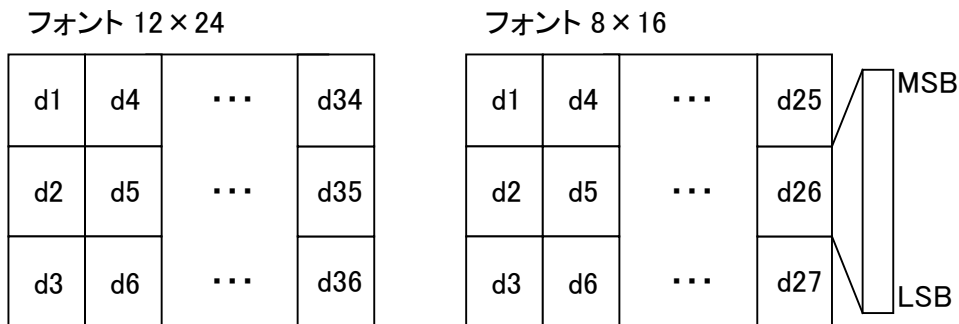 フォント 12×24
フォント 8×16
d1 d4 ・・・ d34
d2 d5 ・・・ d35
d3 d6 ・・・ d36
d1 d4 ・・・ d25
d2 d5 ・・・ d26
d3 d6 ・・・ d27
MSB
LSB